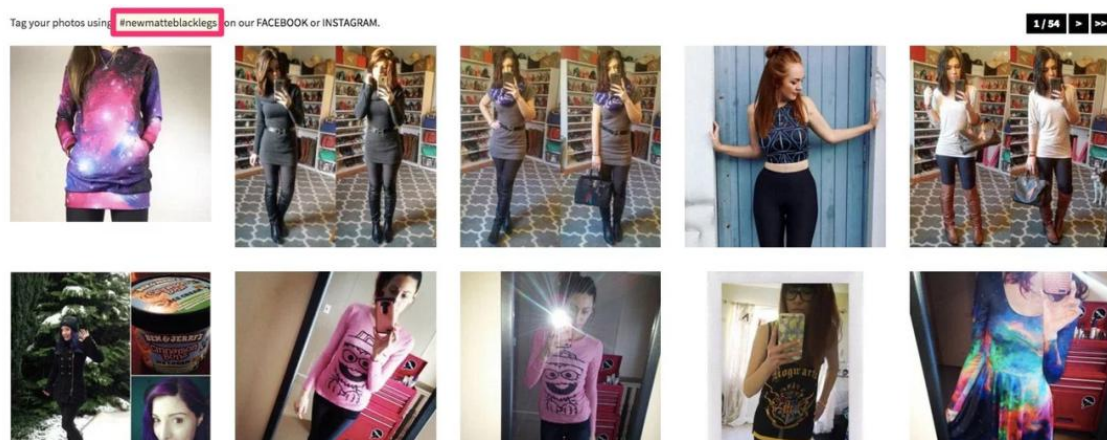 Tag your photos using #newmatteblacklegs on our FACEBOOK or INSTAGRAM.
1 / 54 > >>
BEN & JERRY'S
Hogwarts